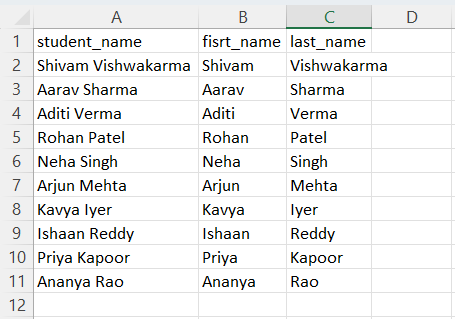 A B C D
1 student_name fisrt_name last_name
2 Shivam Vishwakarma Shivam Vishwakarma
3 Aarav Sharma Aarav Sharma
4 Aditi Verma Aditi Verma
5 Rohan Patel Rohan Patel
6 Neha Singh Neha Singh
7 Arjun Mehta Arjun Mehta
8 Kavya Iyer Kavya Iyer
9 Ishaan Reddy Ishaan Reddy
10 Priya Kapoor Priya Kapoor
11 Ananya Rao Ananya Rao
12